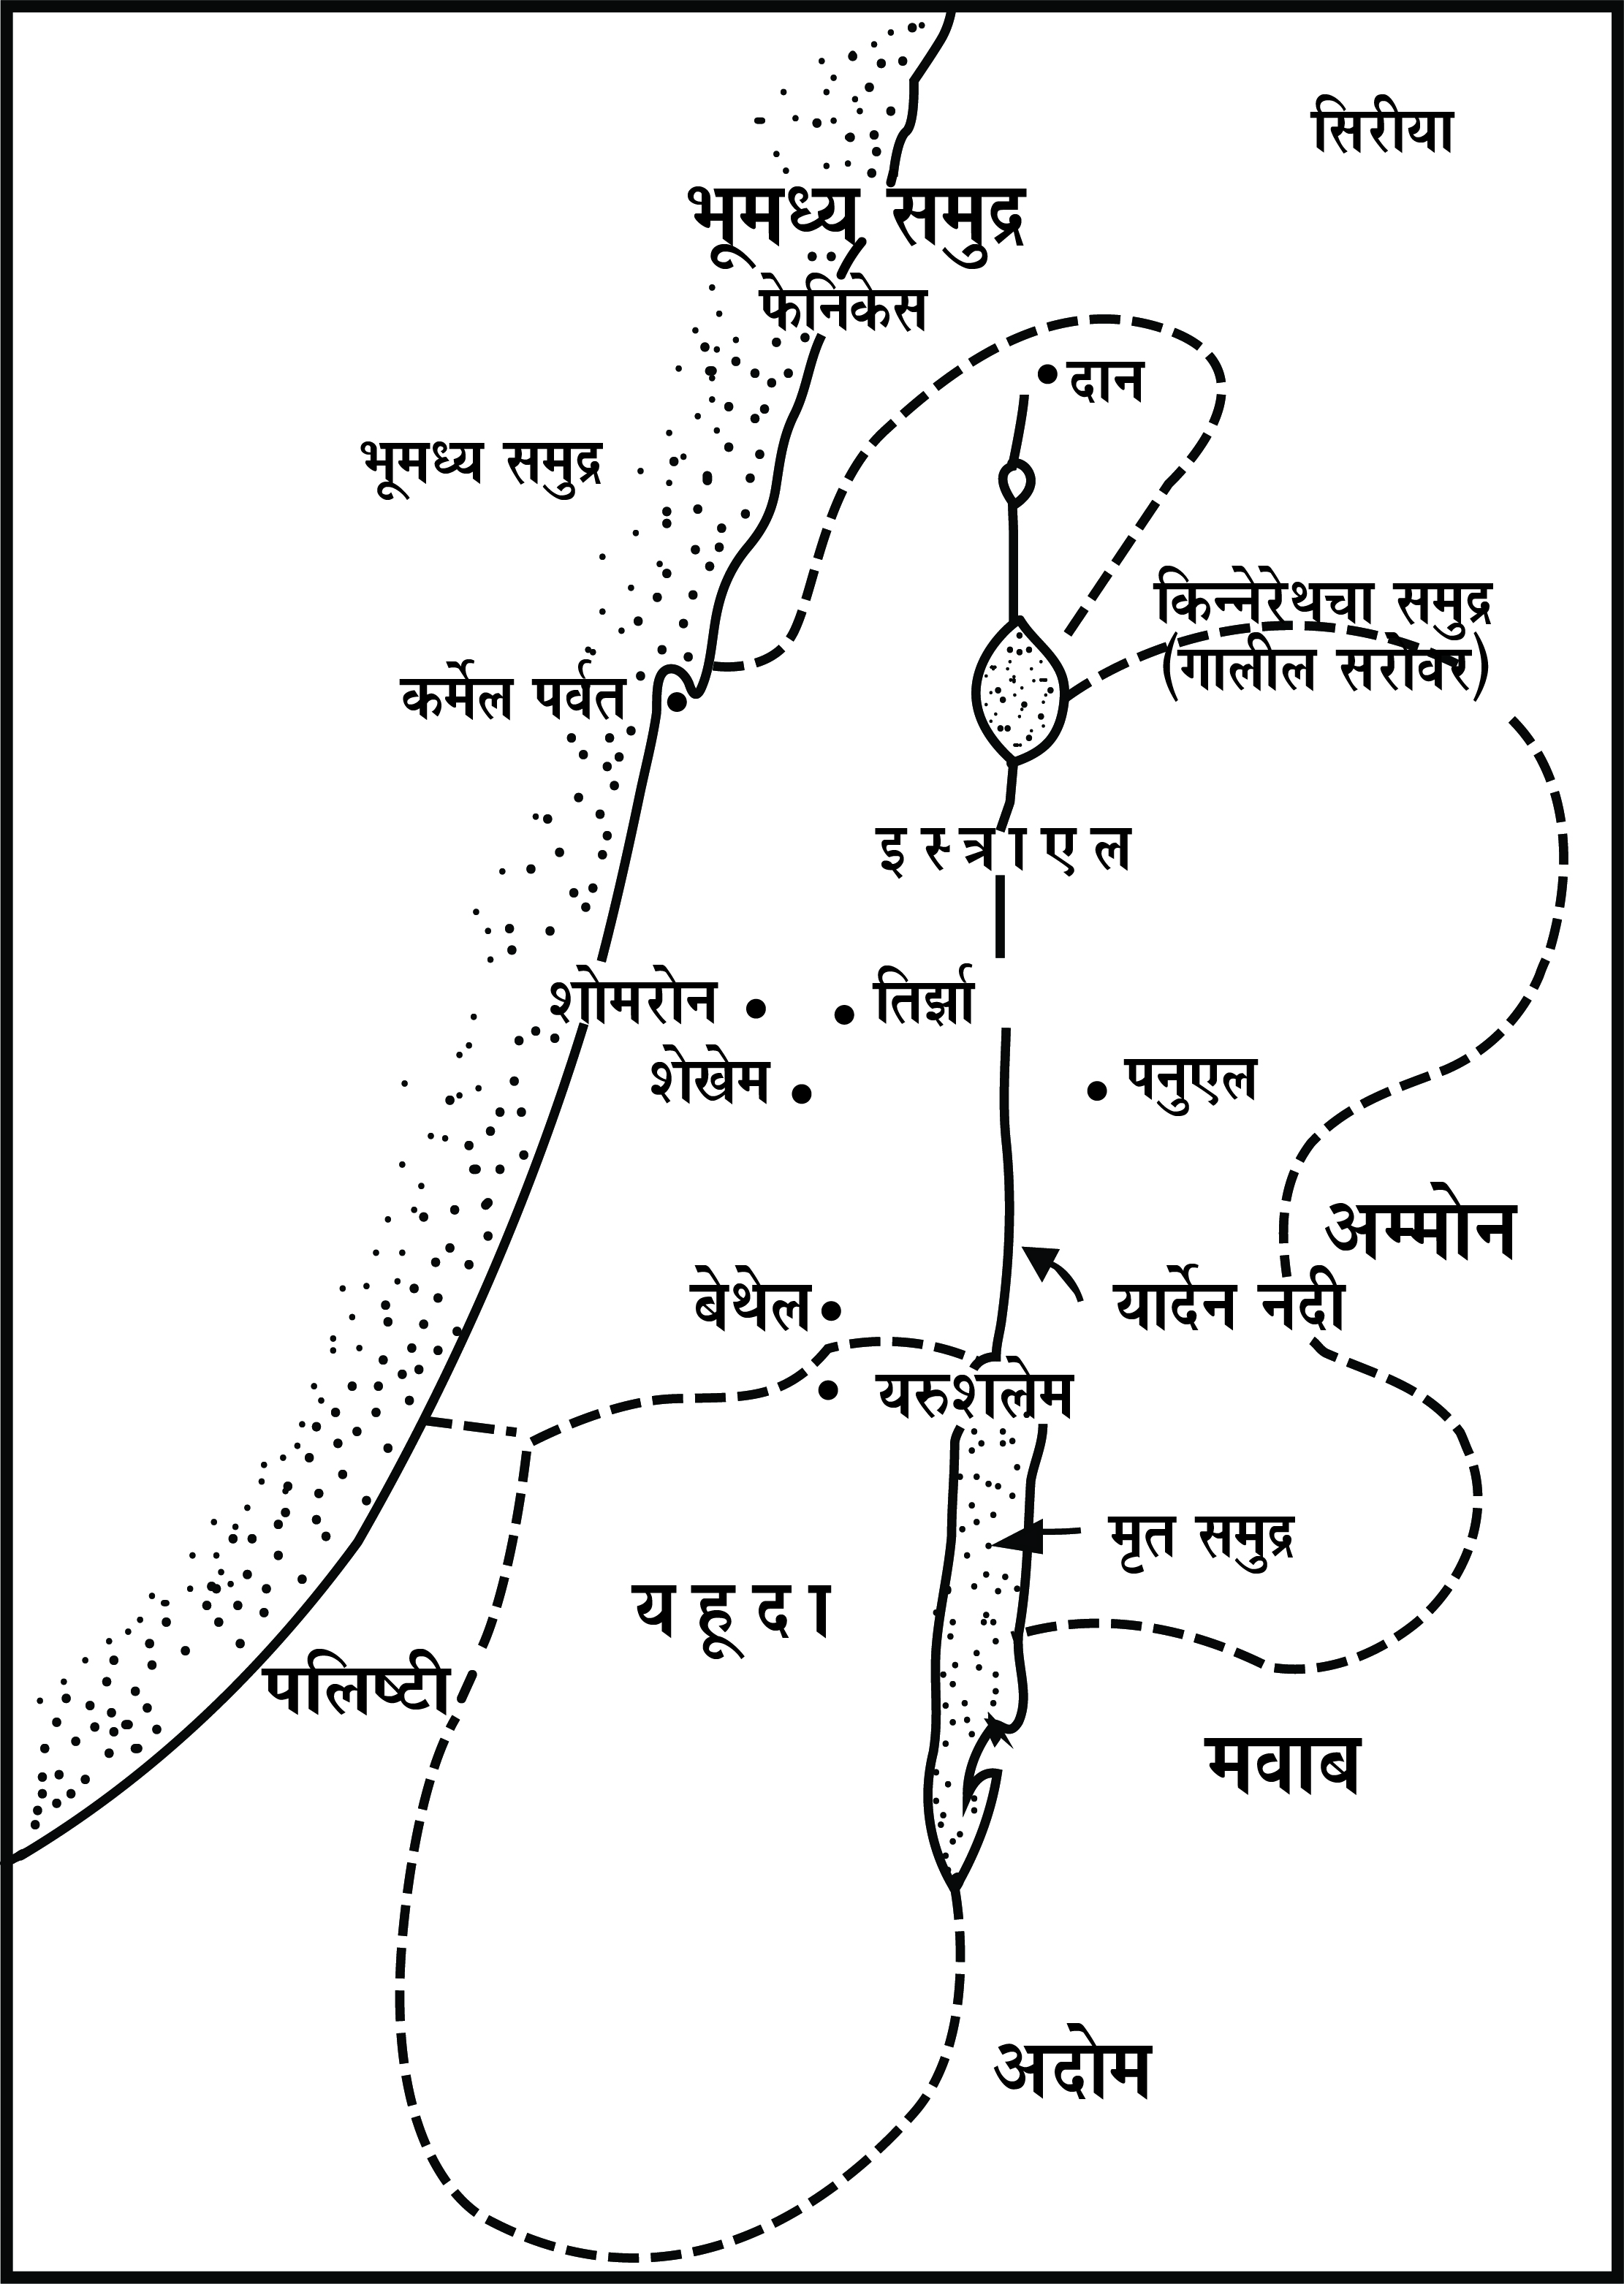 सिरीया
भूमध्य समुद्र
फेनिकेस
दान
भूमध्य समुद्र
किन्नेरेथचा समुद्र
(गालील सरोवर)
कर्मेल पर्वत
इस्त्राएल
शोमरोन
तिर्झा
शेखेम
पनुएल
अम्मोन
बेथेल
यार्देन नदी
यरुशलेम
मृत समुद्र
यहूदा
पलिष्टी
मवाब
अदोम